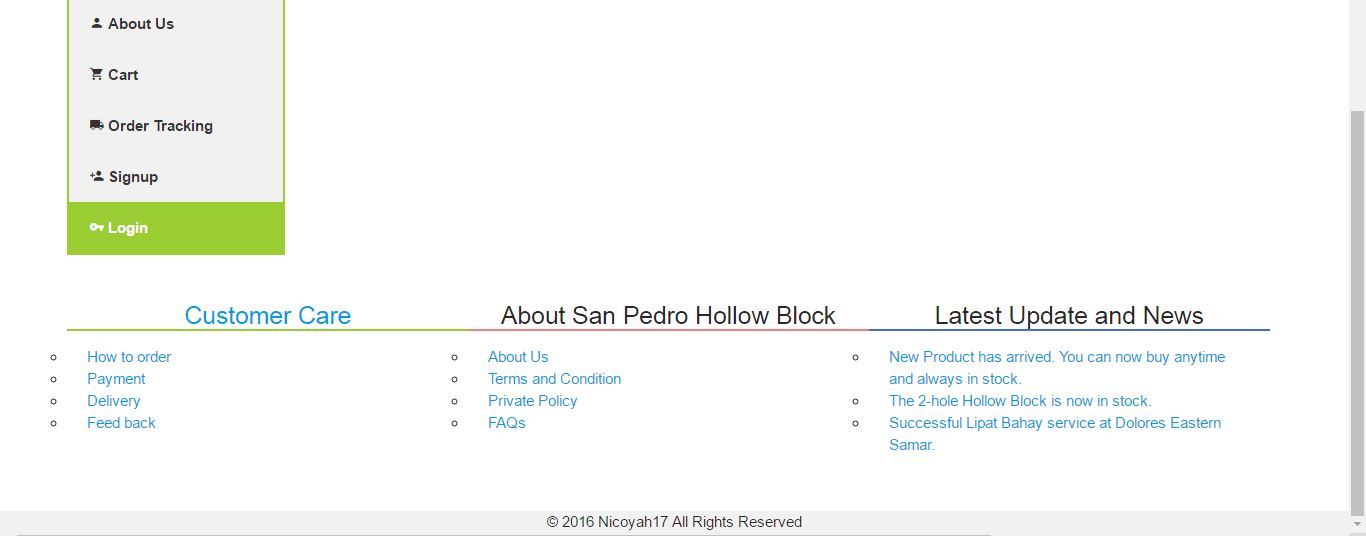 About Us
Cart
Order Tracking
Signup
Login
Customer Care
How to order
Payment
Delivery
Feed back
About San Pedro Hollow Block
About Us
Terms and Condition
Private Policy
FAQs
Latest Update and News
New Product has arrived. You can now buy anytime
and always in stock.
The 2-hole Hollow Block is now in stock.
Successful Lipat Bahay service at Dolores Eastern
Samar.
© 2016 Nicoyah17 All Rights Reserved